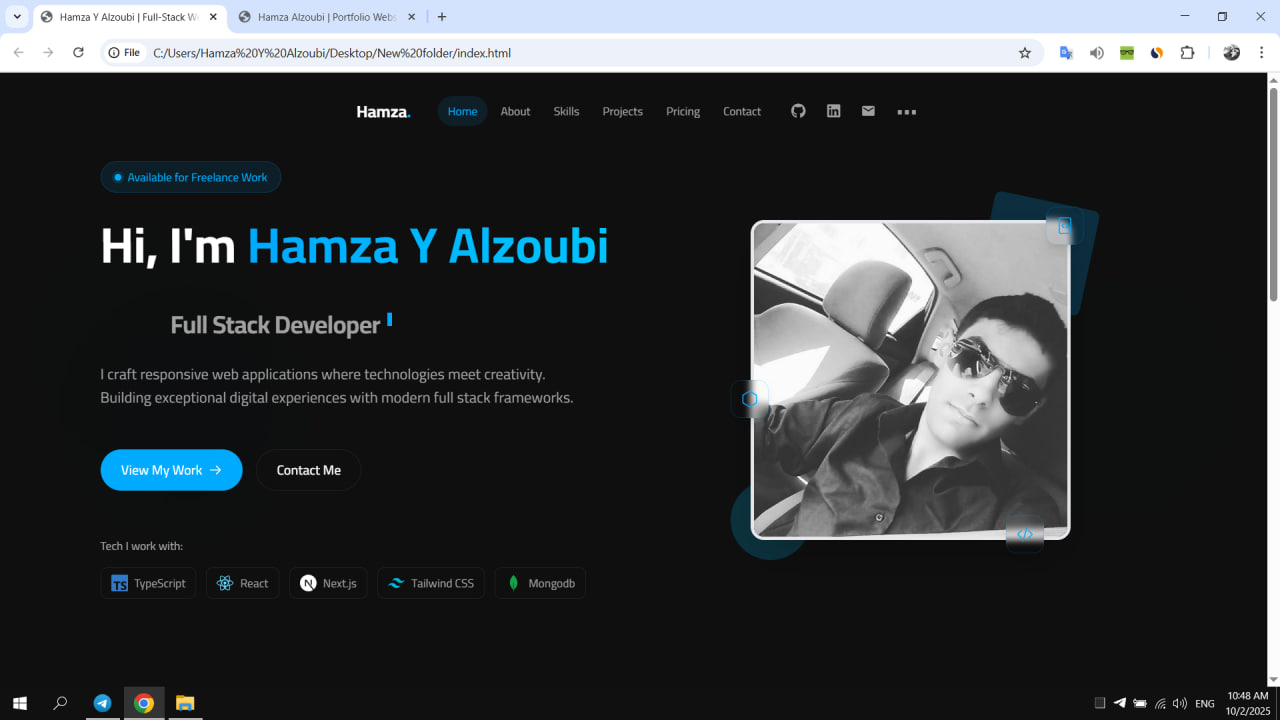 Hamza Y Alzoubi | Full-Stack W
Hamza Alzoubi | Portfolio Webs
File
C:/Users/Hamza%20Y%20Alzoubi/Desktop/New%20folder/index.html
Hamza.
Home
About
Skills
Projects
Pricing
Contact
Available for Freelance Work
Hi, I'm Hamza Y Alzoubi
Full Stack Developer
I craft responsive web applications where technologies meet creativity.
Building exceptional digital experiences with modern full stack frameworks.
View My Work
Contact Me
Tech I work with:
TS TypeScript
React
N Next.js
Tailwind CSS
Mongodb
ENG
10:48 AM
10/2/2025